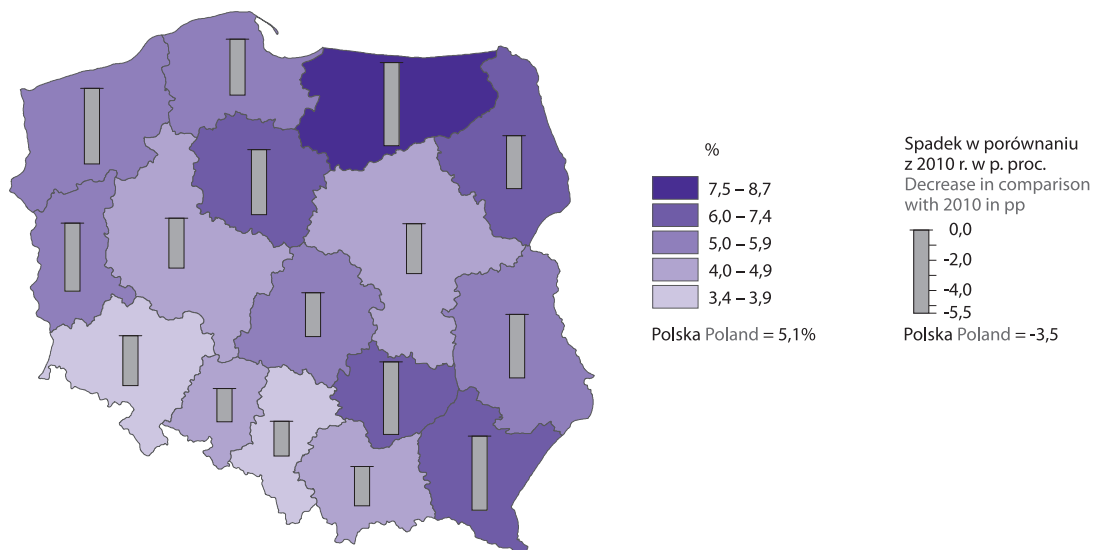 %
7,5 – 8,7
6,0 – 7,4
5,0 – 5,9
4,0 – 4,9
3,4 – 3,9
Polska Poland = 5,1%
Spadek w porównaniu
z 2010 r. w p. proc.
Decrease in comparison
with 2010 in pp
0,0
-2,0
-4,0
-5,5
Polska Poland = -3,5